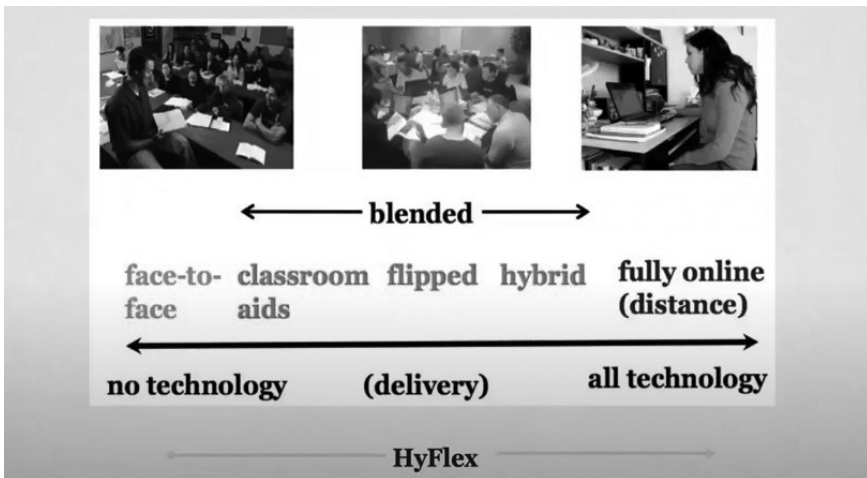 blended
face-to-
face
classroom
aids
flipped
hybrid
fully online
(distance)
no technology
(delivery)
all technology
HyFlex